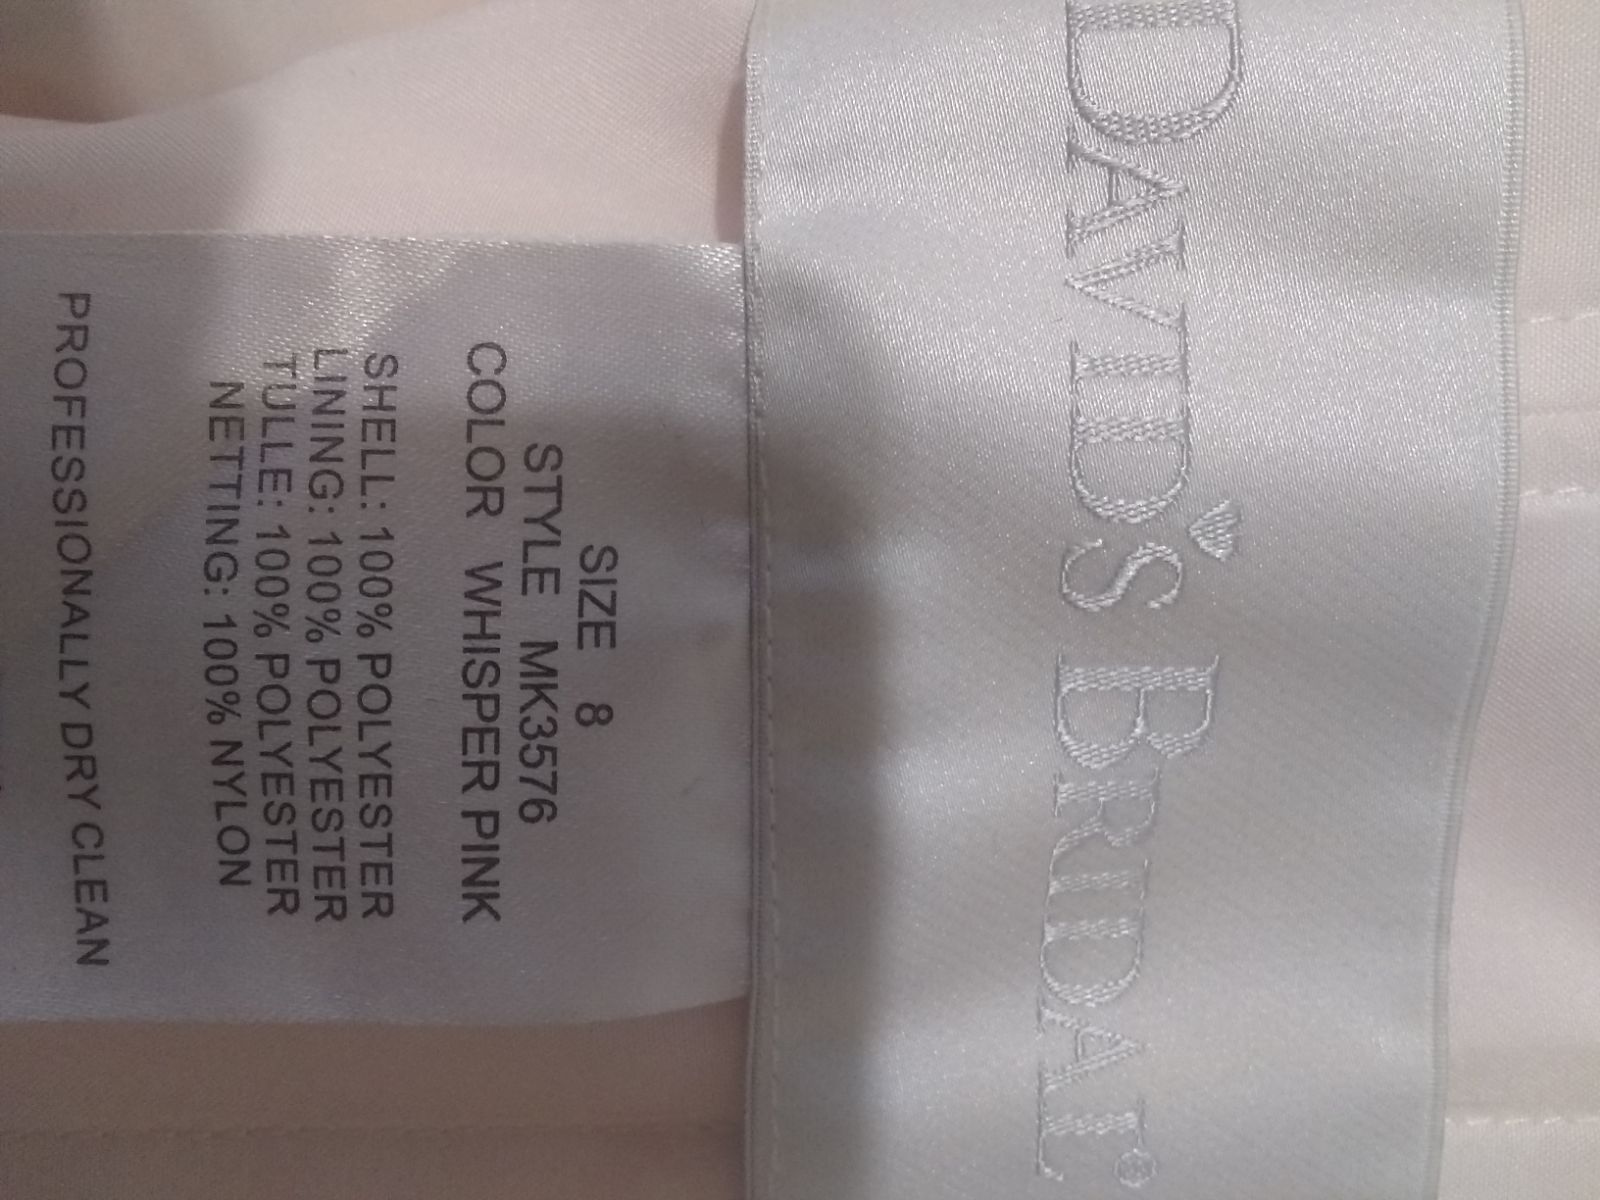 DAVID'S BRIDAL®
SIZE 8
STYLE MK3576
COLOR WHISPER PINK
SHELL: 100% POLYESTER
LINING: 100% POLYESTER
TULLE: 100% POLYESTER
NETTING: 100% NYLON
PROFESSIONALLY DRY CLEAN